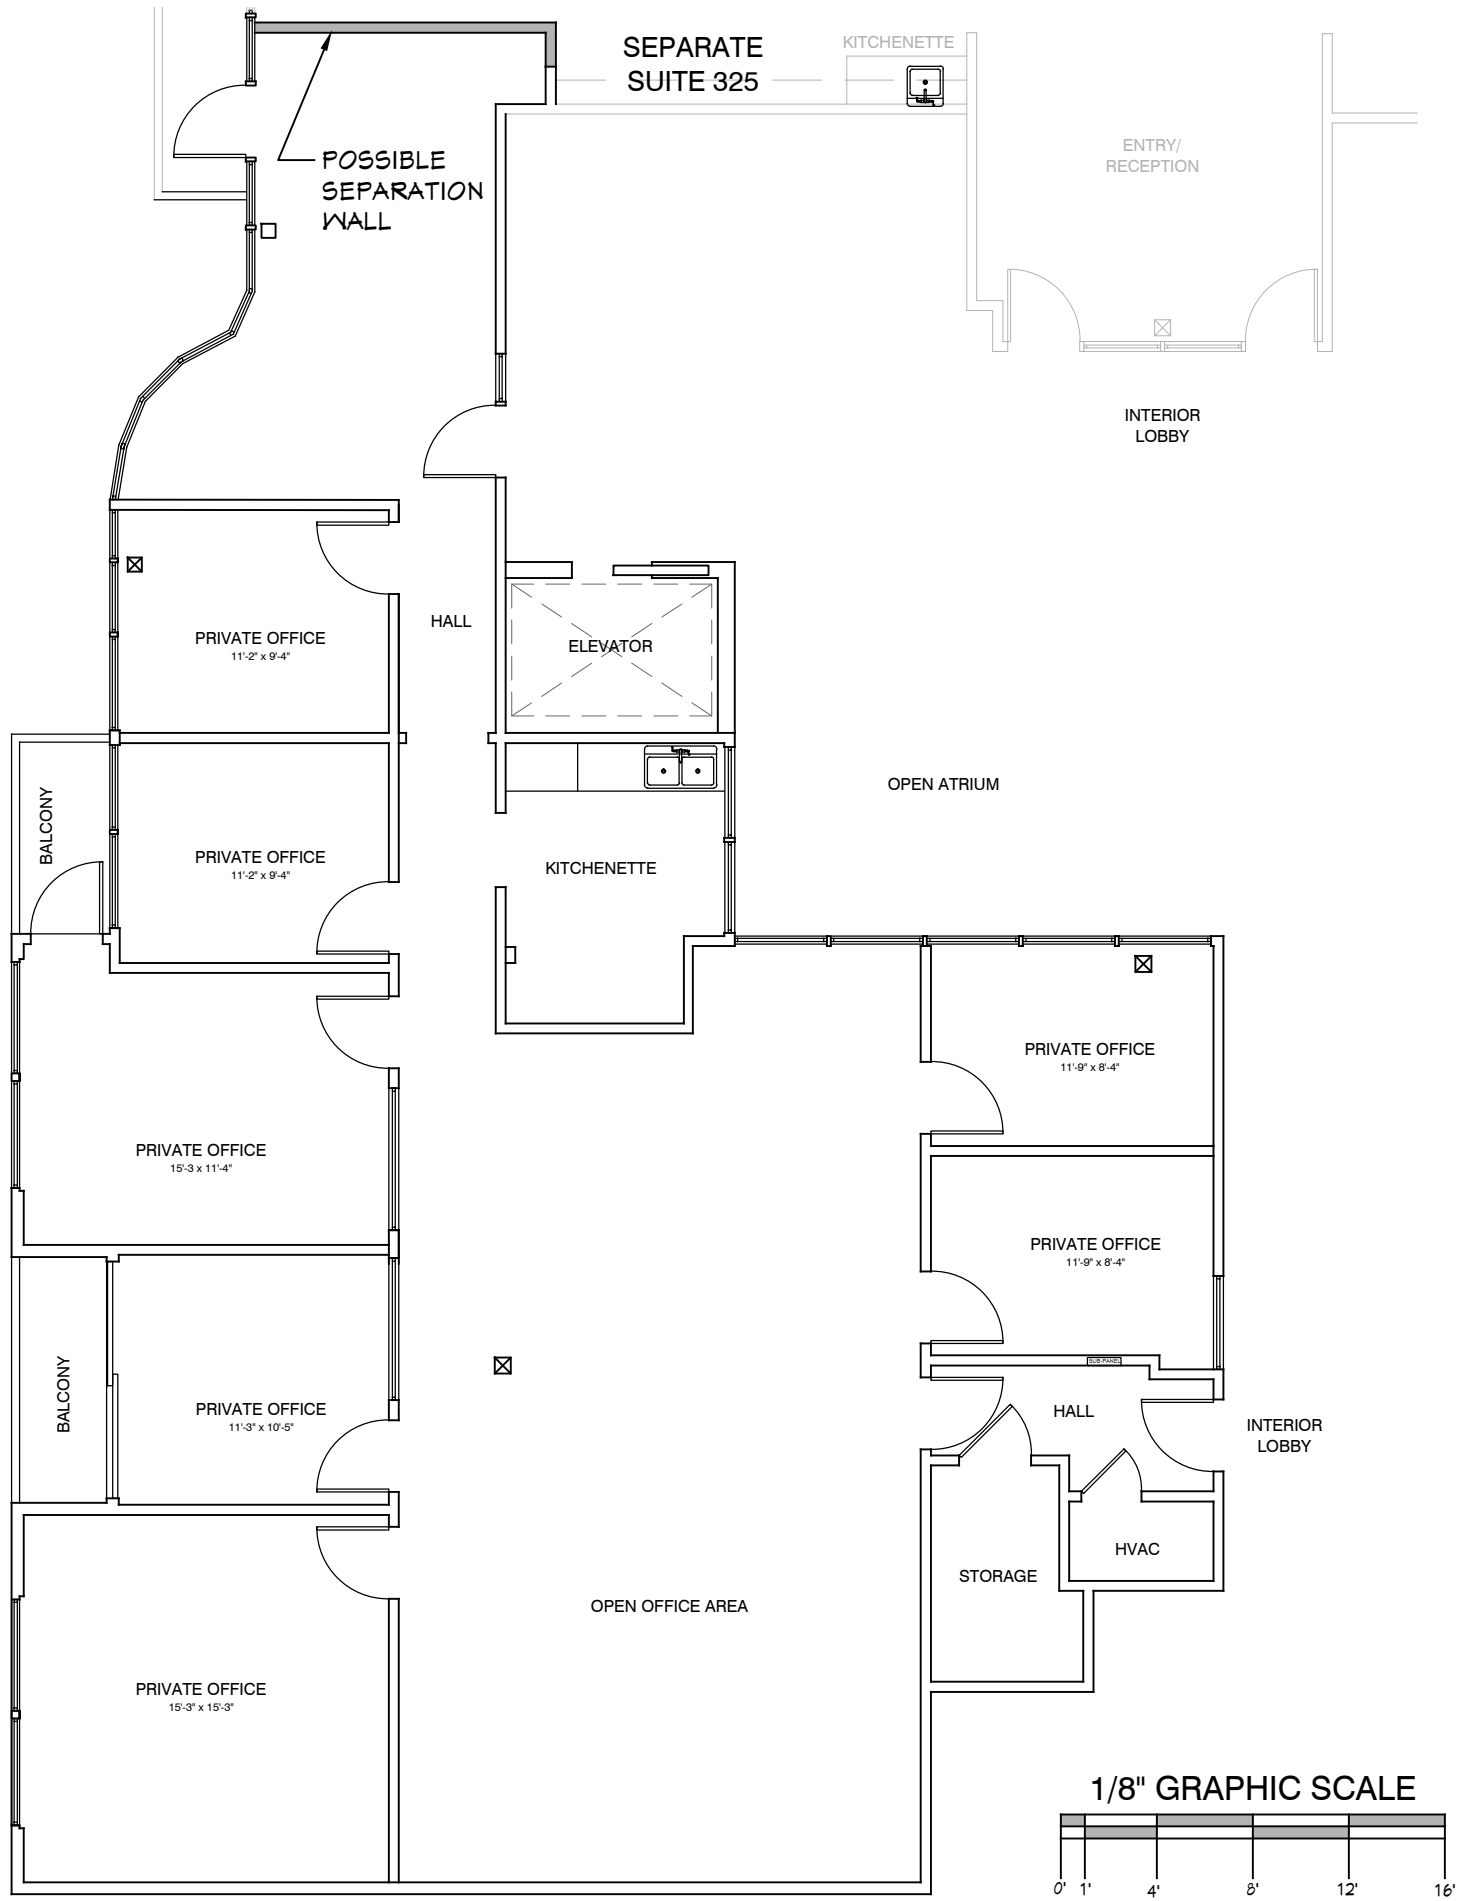 SEPARATE
SUITE 325
KITCHENETTE
POSSIBLE
SEPARATION
WALL
ENTRY/
RECEPTION
INTERIOR
LOBBY
HALL
PRIVATE OFFICE
11'-2" x 9'-4"
ELEVATOR
OPEN ATRIUM
BALCONY
PRIVATE OFFICE
11'-2" x 9'-4"
KITCHENETTE
PRIVATE OFFICE
11'-9" x 8'-4"
PRIVATE OFFICE
15'-3 x 11'-4"
PRIVATE OFFICE
11'-9" x 8'-4"
SUB-PANEL
BALCONY
PRIVATE OFFICE
11'-3" x 10'-5"
HALL
INTERIOR
LOBBY
HVAC
STORAGE
OPEN OFFICE AREA
PRIVATE OFFICE
15'-3" x 15'-3"
1/8" GRAPHIC SCALE
0' 1' 4' 8' 12' 16'